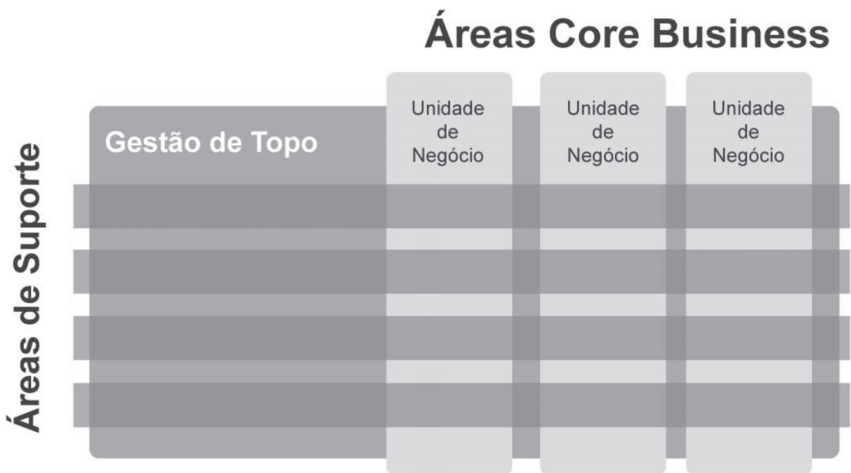 Áreas Core Business
Áreas de Suporte
Gestão de Topo
Unidade
de
Negócio
Unidade
de
Negócio
Unidade
de
Negócio